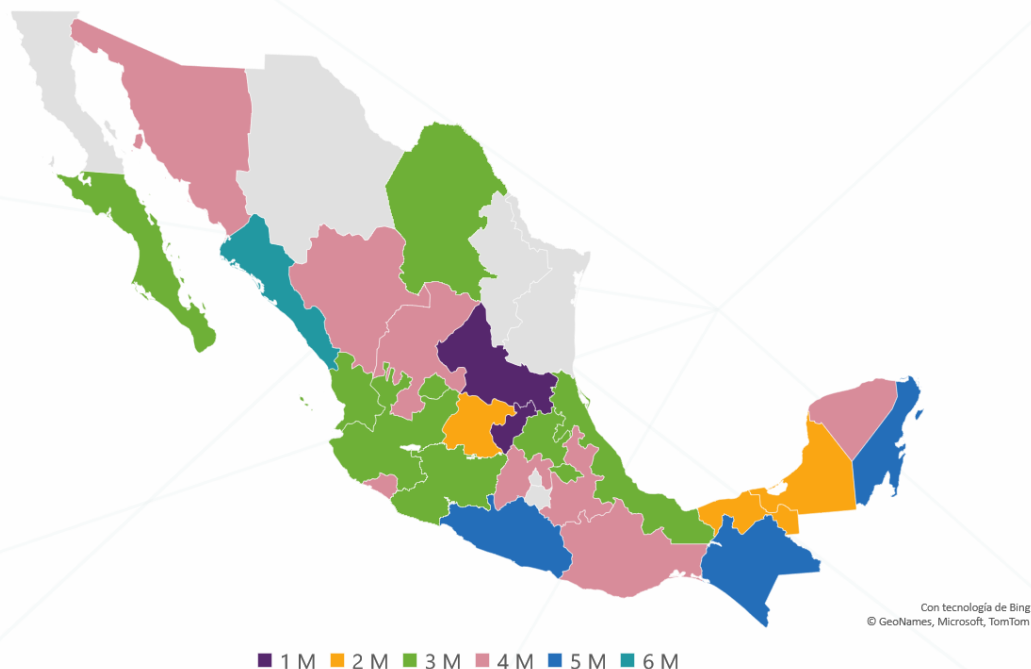 Con tecnología de Bing
© GeoNames, Microsoft, TomTom
1 M 2 M 3 M 4 M 5 M 6 M